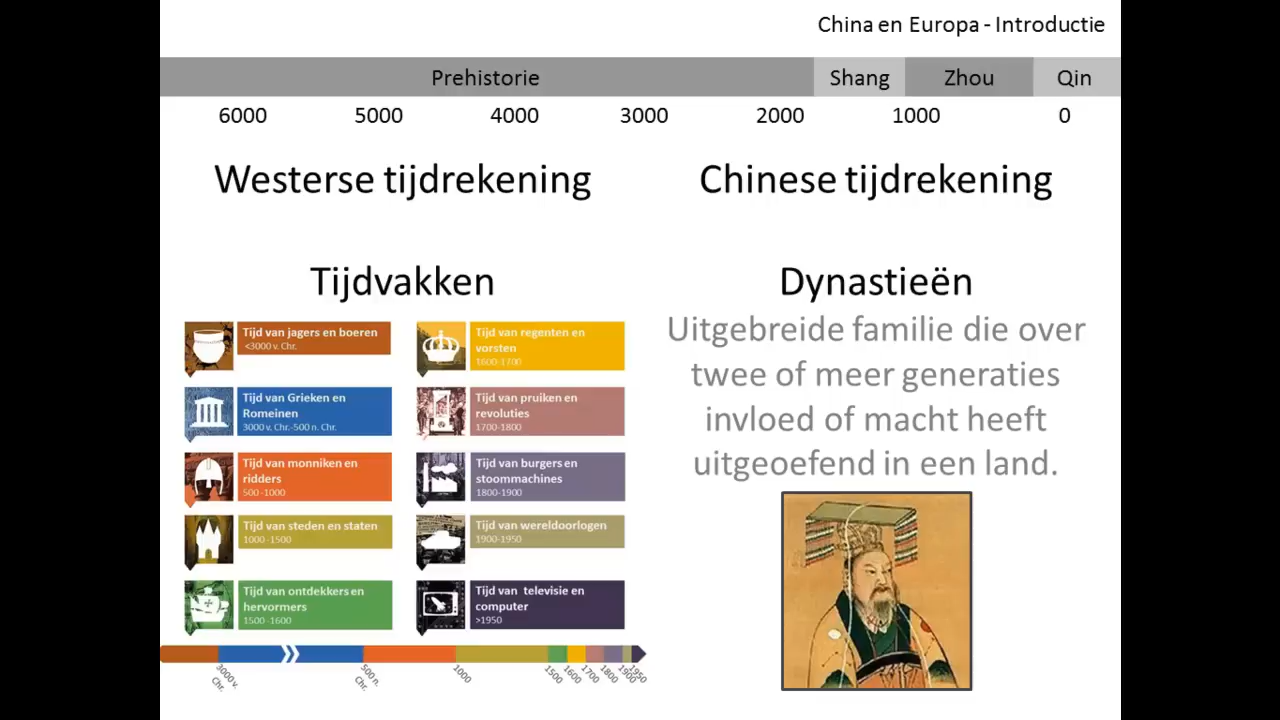 China en Europa - Introductie
Prehistorie Shang Zhou Qin
6000 5000 4000 3000 2000 1000 0
Westerse tijdrekening
Tijdvakken
Tijd van jagers en boeren
<3000 v. Chr.
Tijd van Grieken en
Romeinen
3000 v. Chr.-500 n. Chr.
Tijd van monniken en
ridders
500 -1000
Tijd van steden en staten
1000 -1500
Tijd van ontdekkers en
hervormers
1500 -1600
Tijd van regenten en
vorsten
1600-1700
Tijd van pruiken en
revoluties
1700-1800
Tijd van burgers en
stoommachines
1800-1900
Tijd van wereldoorlogen
1900-1950
Tijd van televisie en
computer
>1950
3000 v.
Chr.
500 n.
Chr.
1000
1500
1600
1700
1800
1900
1950
Chinese tijdrekening
Dynastieën
Uitgebreide familie die over
twee of meer generaties
invloed of macht heeft
uitgeoefend in een land.